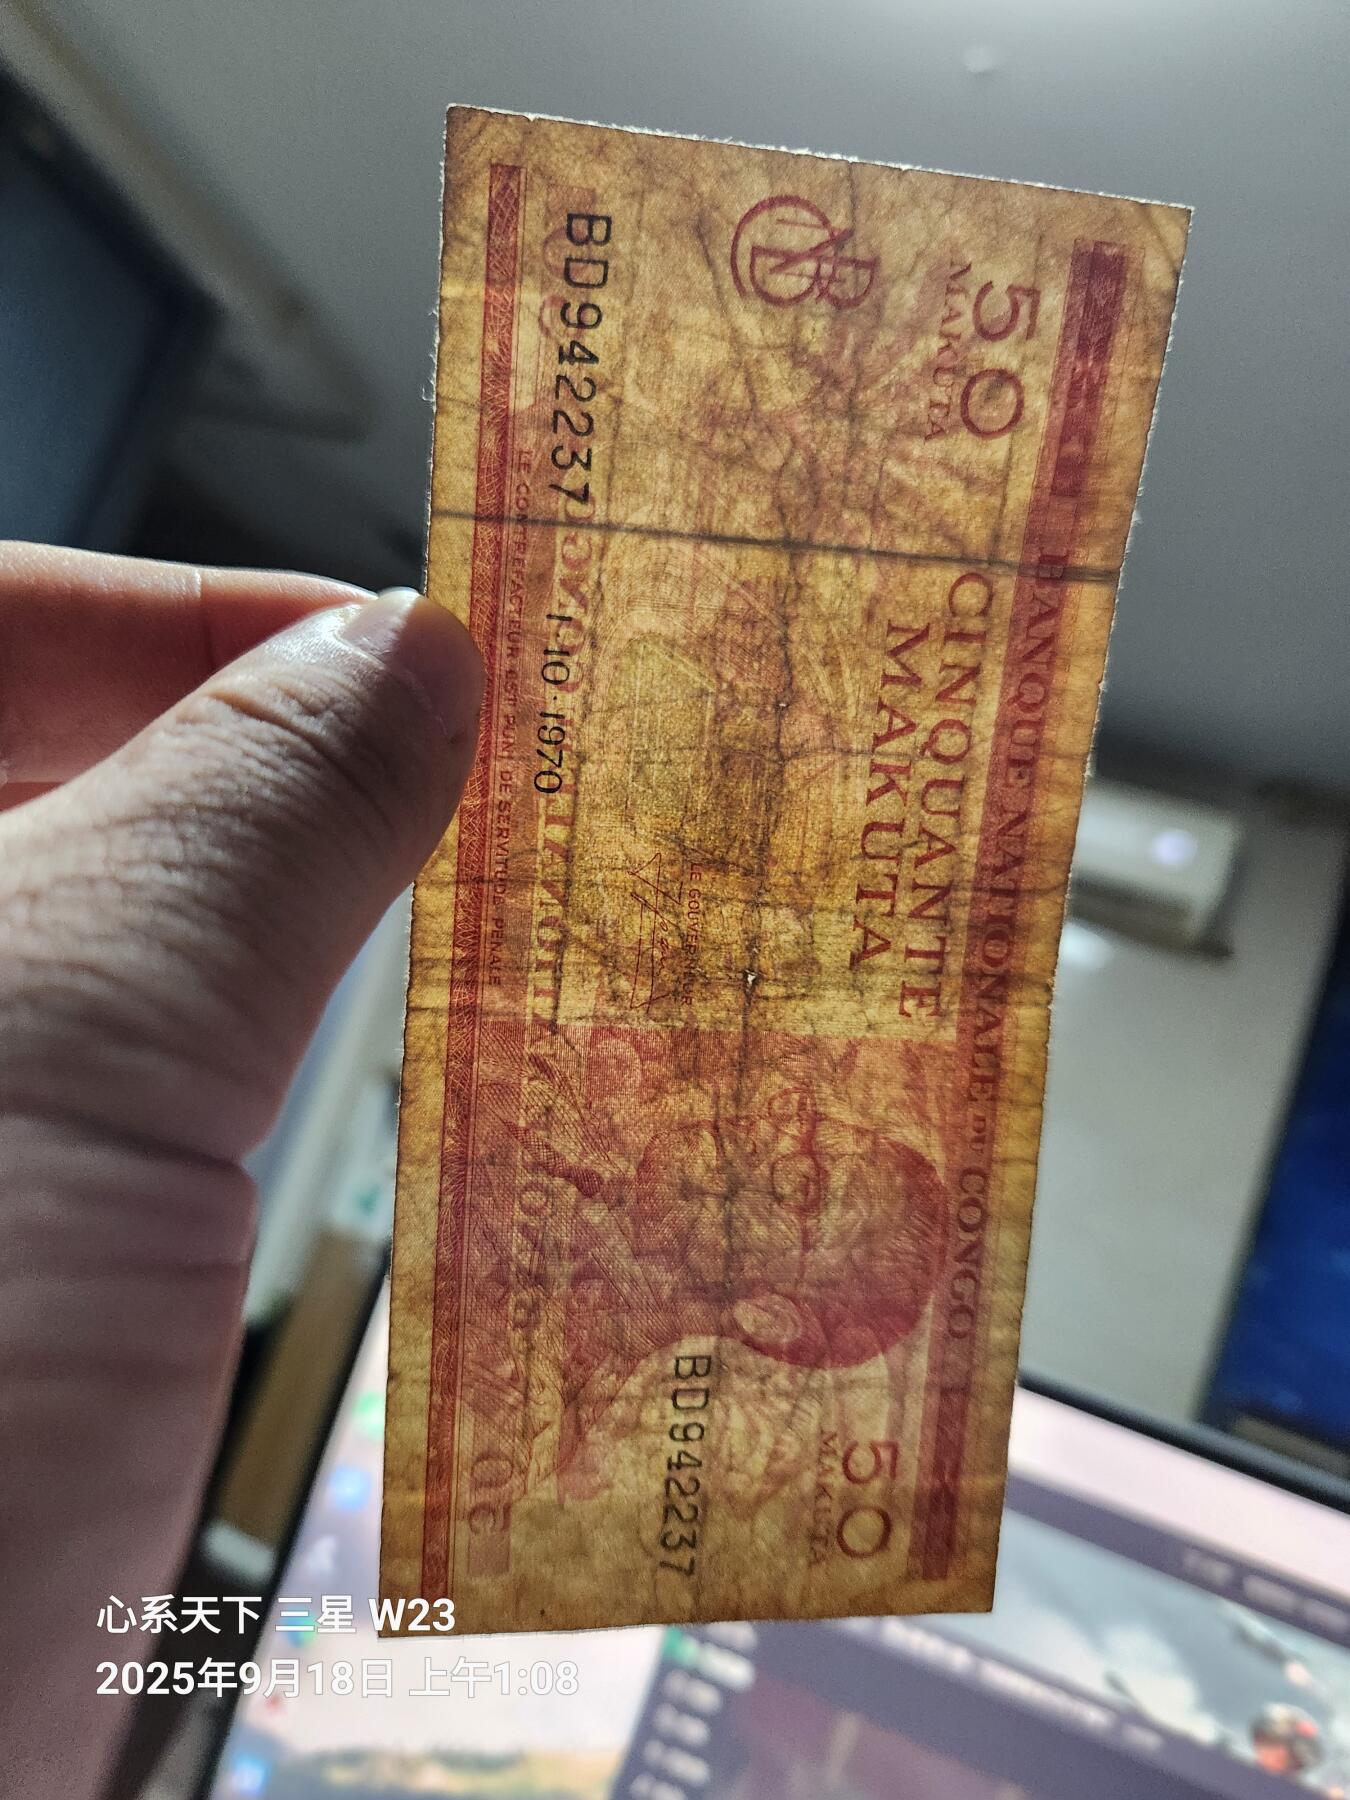 BANQUE NATIONALE DU CONGO
50
MAKUTA
CINQUANTE
MAKUTA
50
MAKUTA
LE GOUVERNEUR
BD942237
BD942237
1-10-1970
LE CONTREFACTEUR EST PUNI DE SERVITUDE PENALE
心系天下 三星 W23
2025年9月18日 上午1:08